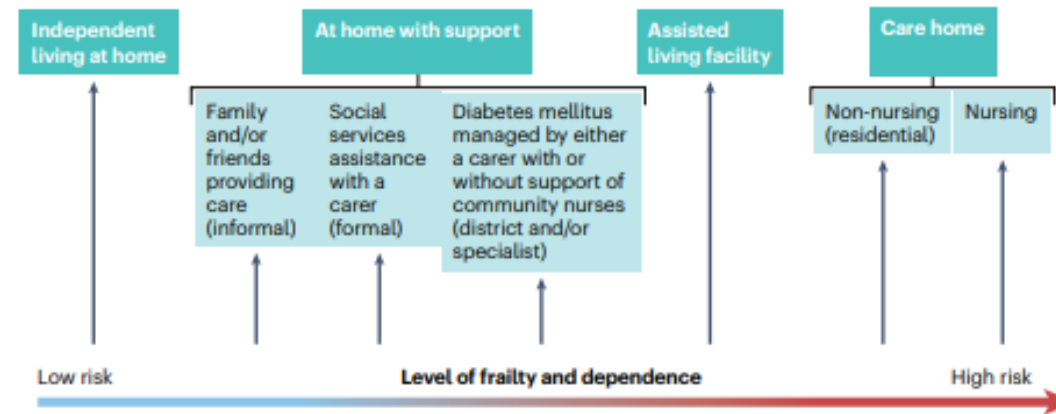 Independent
living at home
At home with support
Assisted
living facility
Care home
Family
and/or
friends
providing
care
(informal)
Social
services
assistance
with a
carer
(formal)
Diabetes mellitus
managed by either
a carer with or
without support of
community nurses
(district and/or
specialist)
Non-nursing
(residential)
Nursing
Low risk
Level of frailty and dependence
High risk